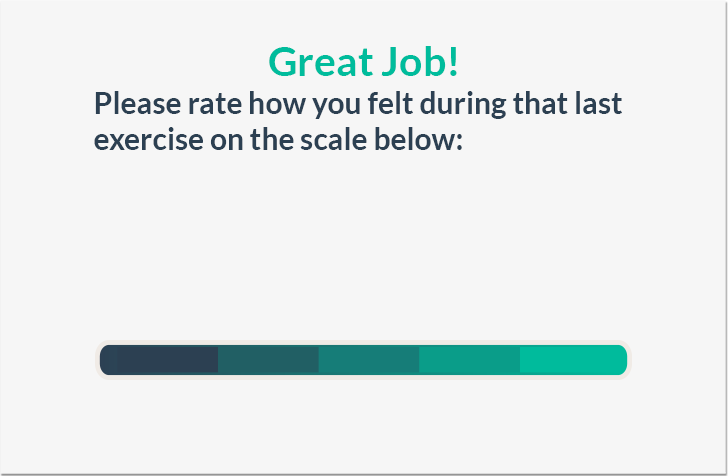 Great Job!
Please rate how you felt during that last
exercise on the scale below: